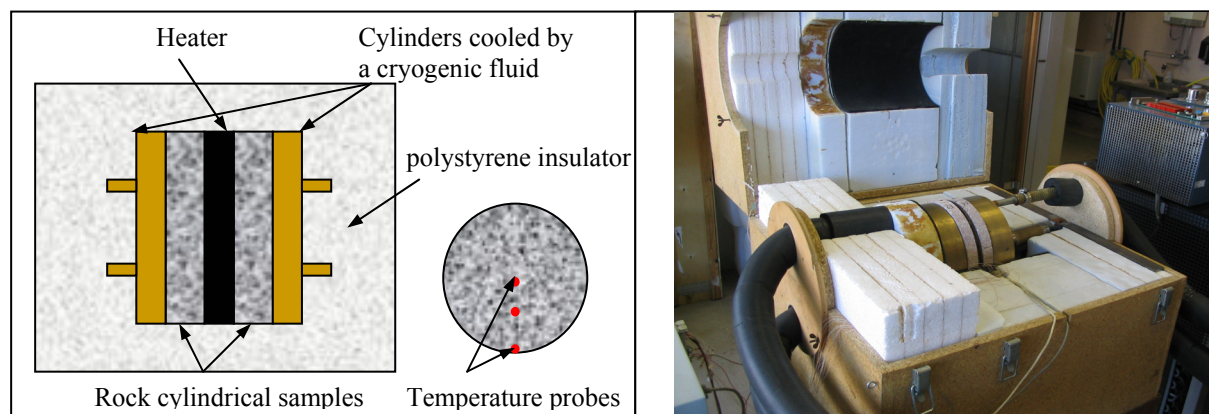 Heater
Cylinders cooled by
a cryogenic fluid
polystyrene insulator
Rock cylindrical samples
Temperature probes